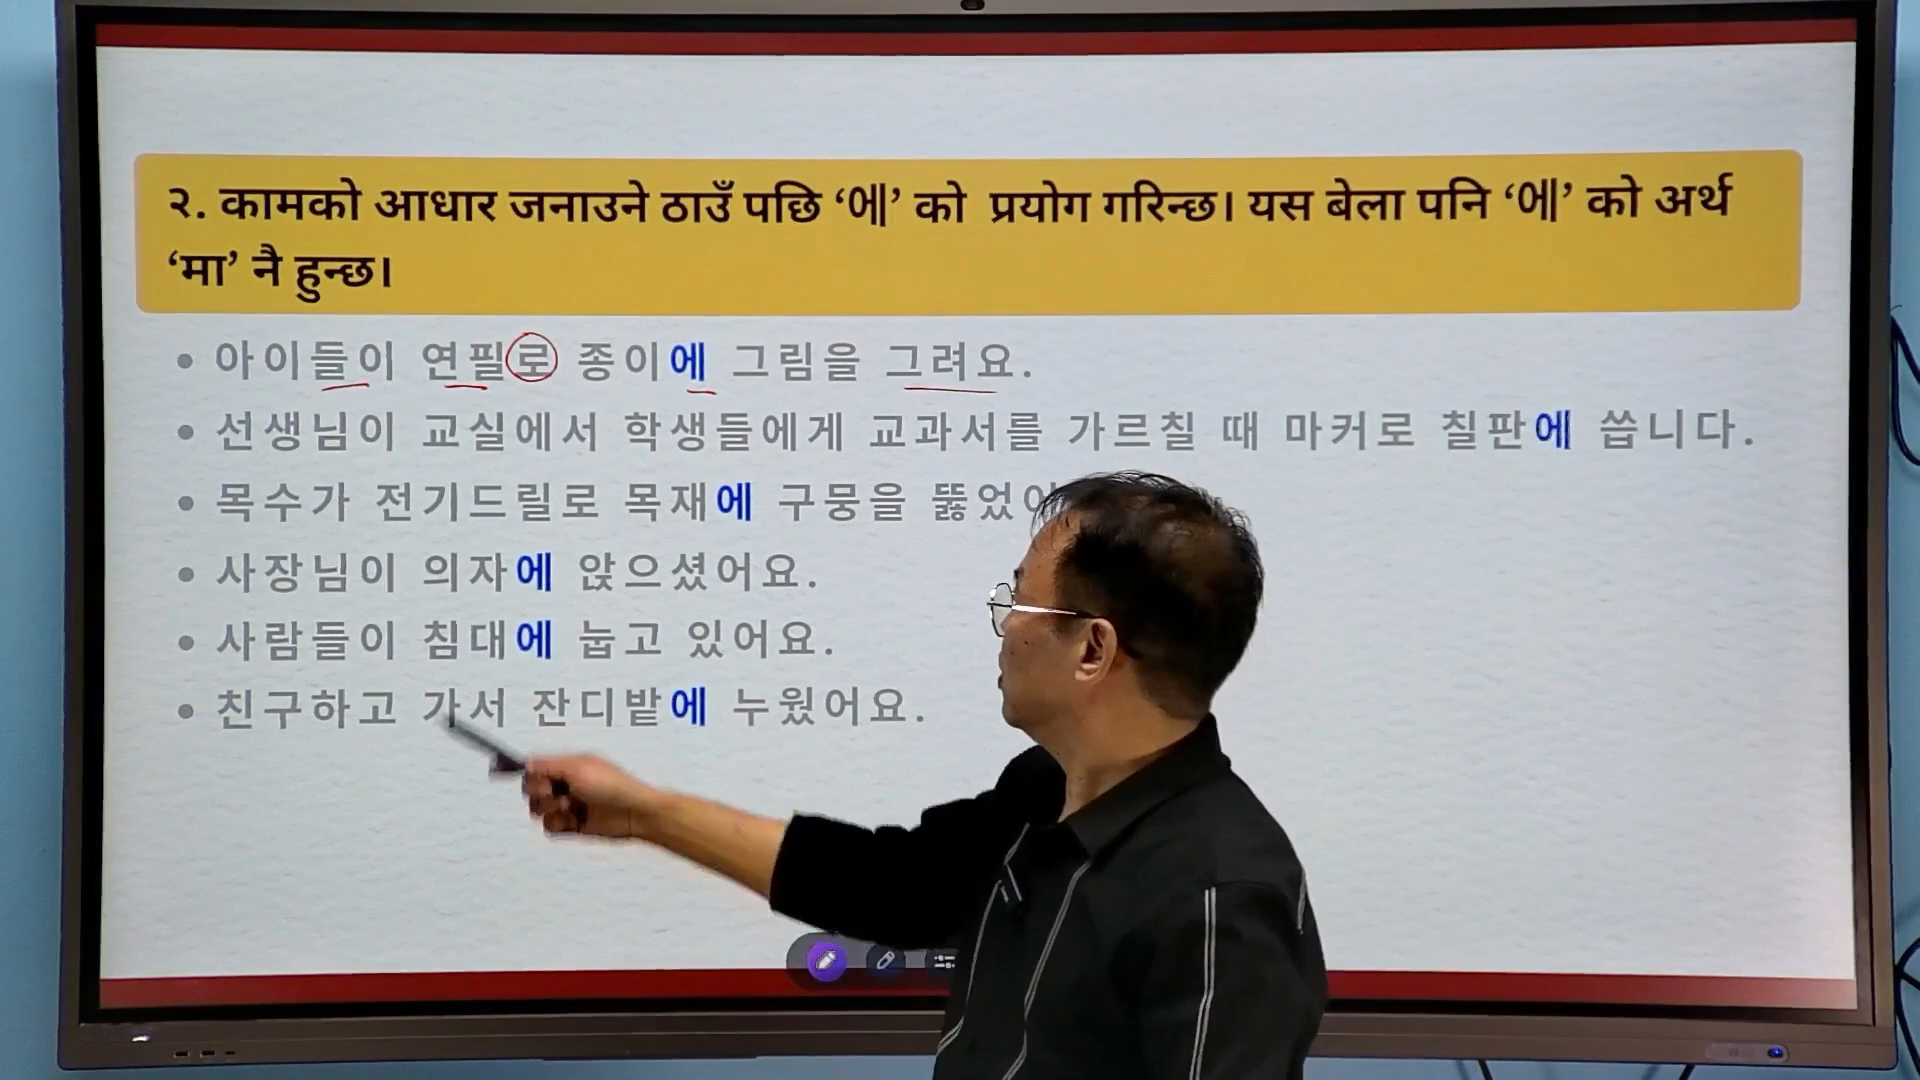 २. कामको आधार जनाउने ठाउँ पछि ‘에’ को प्रयोग गरिन्छ। यस बेला पनि ‘에’ को अर्थ
‘मा’ नै हुन्छ।
• 아이들이 연필로 종이에 그림을 그려요.
• 선생님이 교실에서 학생들에게 교과서를 가르칠 때 마커로 칠판에 씁니다.
• 목수가 전기드릴로 목재에 구뭉을
• 사장님이 의자에 앉으셨어요.
• 사람들이 침대에 눕고 있어요.
• 친구하고 가서 잔디밭에 누웠어요.